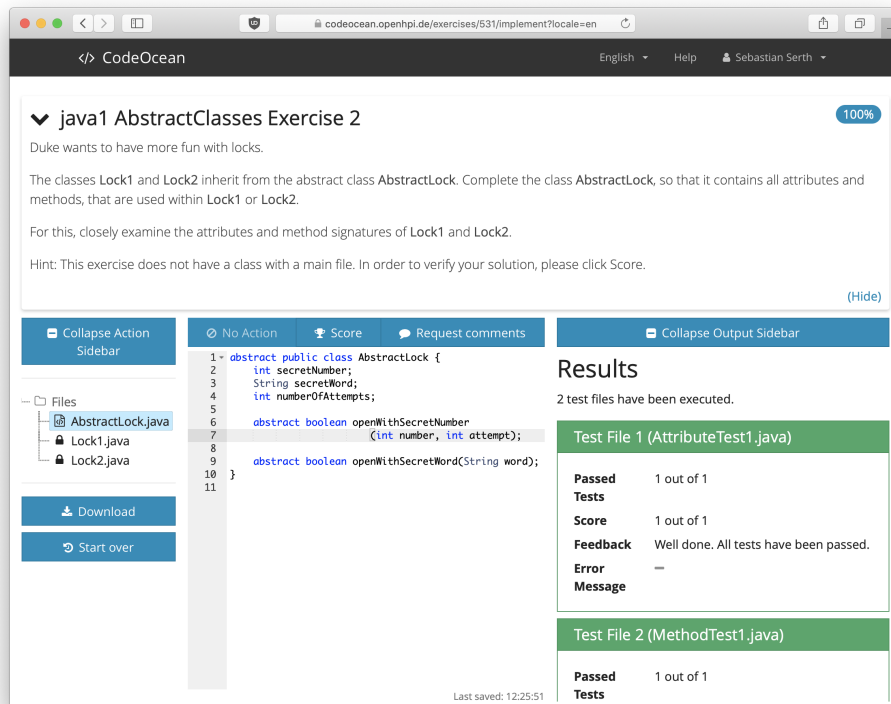 codeocean.openhpi.de/exercises/531/implement?locale=en
</> CodeOcean
English
Help
Sebastian Serth
java1 AbstractClasses Exercise 2
100%
Duke wants to have more fun with locks.
The classes Lock1 and Lock2 inherit from the abstract class AbstractLock. Complete the class AbstractLock, so that it contains all attributes and
methods, that are used within Lock1 or Lock2.
For this, closely examine the attributes and method signatures of Lock1 and Lock2.
Hint: This exercise does not have a class with a main file. In order to verify your solution, please click Score.
(Hide)
Collapse Action
Sidebar
Files
AbstractLock.java
Lock1.java
Lock2.java
Download
Start over
No Action
Score
Request comments
1 abstract public class AbstractLock {
2 int secretNumber;
3 String secretWord;
4 int numberOfAttempts;
5
6 abstract boolean openWithSecretNumber
7 (int number, int attempt);
8
9 abstract boolean openWithSecretWord(String word);
10 }
11
Last saved: 12:25:51
Collapse Output Sidebar
Results
2 test files have been executed.
Test File 1 (AttributeTest1.java)
Passed Tests 1 out of 1
Score 1 out of 1
Feedback Well done. All tests have been passed.
Error Message –
Test File 2 (MethodTest1.java)
Passed Tests 1 out of 1